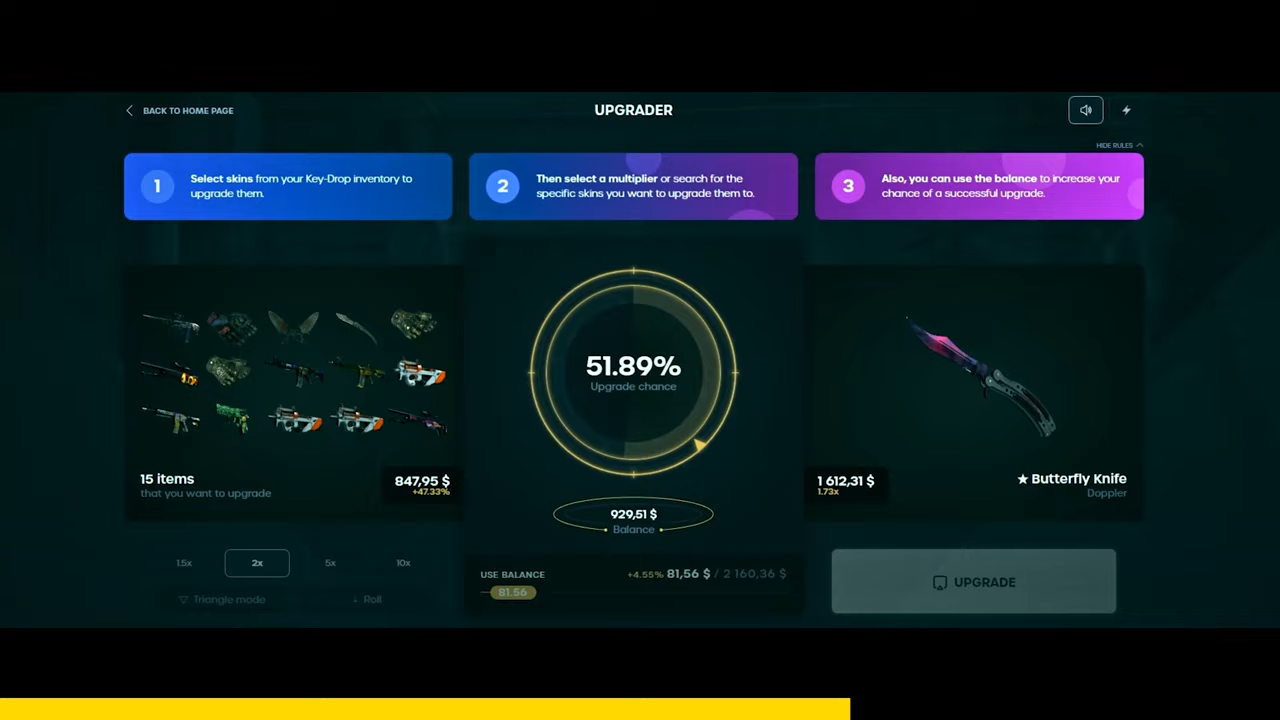 BACK TO HOME PAGE
UPGRADER
HIDE RULES
1
Select skins from your Key-Drop inventory to
upgrade them.
2
Then select a multiplier or search for the
specific skins you want to upgrade them to.
3
Also, you can use the balance to increase your
chance of a successful upgrade.
51.89%
Upgrade chance
15 items
that you want to upgrade
847,95 $
+47.33%
929,51 $
Balance
1 612,31 $
1.73x
★ Butterfly Knife
Doppler
1.5x
2x
5x
10x
Triangle mode
Roll
USE BALANCE
+4.55% 81,56 $ / 2 160,36 $
81.56
UPGRADE